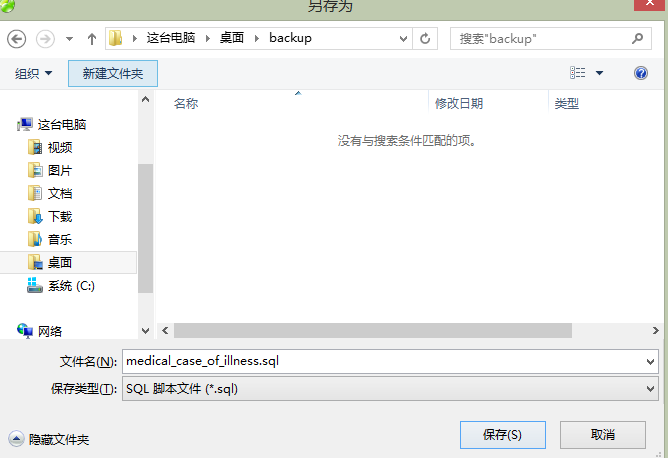 另存为
这台电脑 桌面 backup
搜索"backup"
组织 新建文件夹
名称 修改日期 类型
没有与搜索条件匹配的项。
这台电脑
视频
图片
文档
下载
音乐
桌面
系统 (C:)
网络
文件名(N): medical_case_of_illness.sql
保存类型(T): SQL 脚本文件 (*.sql)
隐藏文件夹 保存(S) 取消